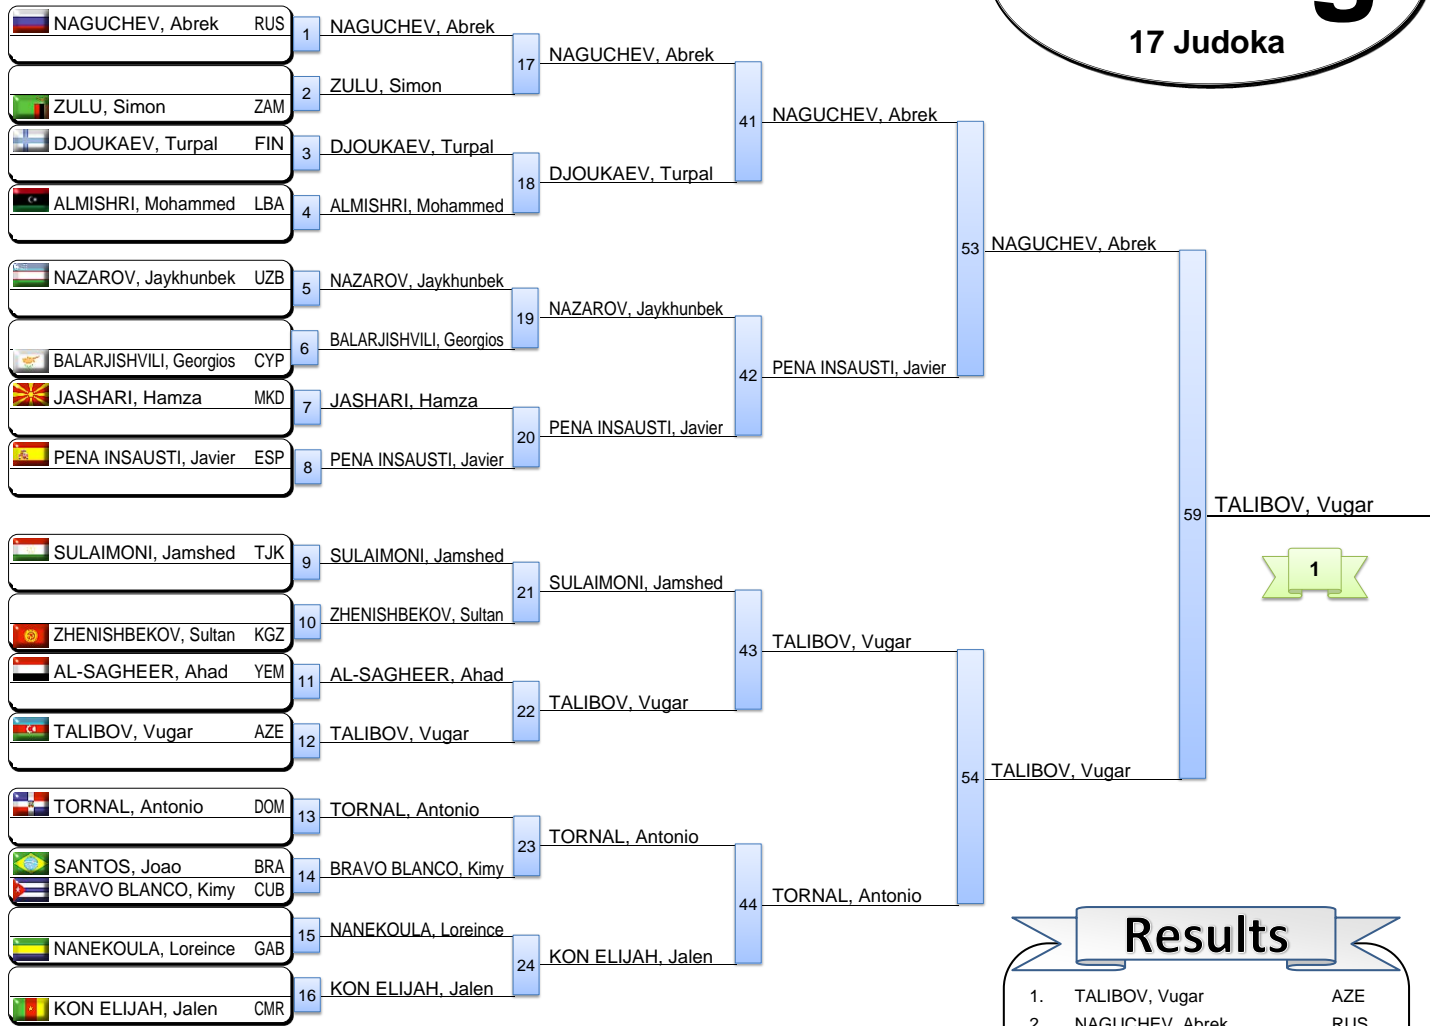 17 Judoka
NAGUCHEV, Abrek RUS
ZULU, Simon ZAM
DJOUKAEV, Turpal FIN
ALMISHRI, Mohammed LBA
NAZAROV, Jaykhunbek UZB
BALARJISHVILI, Georgios CYP
JASHARI, Hamza MKD
PENA INSAUSTI, Javier ESP
SULAIMONI, Jamshed TJK
ZHENISHBEKOV, Sultan KGZ
AL-SAGHEER, Ahad YEM
TALIBOV, Vugar AZE
TORNAL, Antonio DOM
SANTOS, Joao BRA
BRAVO BLANCO, Kimy CUB
NANEKOULA, Loreince GAB
KON ELIJAH, Jalen CMR
1 NAGUCHEV, Abrek
2 ZULU, Simon
3 DJOUKAEV, Turpal
4 ALMISHRI, Mohammed
5 NAZAROV, Jaykhunbek
6 BALARJISHVILI, Georgios
7 JASHARI, Hamza
8 PENA INSAUSTI, Javier
9 SULAIMONI, Jamshed
10 ZHENISHBEKOV, Sultan
11 AL-SAGHEER, Ahad
12 TALIBOV, Vugar
13 TORNAL, Antonio
14 BRAVO BLANCO, Kimy
15 NANEKOULA, Loreince
16 KON ELIJAH, Jalen
17 NAGUCHEV, Abrek
18 DJOUKAEV, Turpal
19 NAZAROV, Jaykhunbek
20 PENA INSAUSTI, Javier
21 SULAIMONI, Jamshed
22 TALIBOV, Vugar
23 TORNAL, Antonio
24 KON ELIJAH, Jalen
41 NAGUCHEV, Abrek
42 PENA INSAUSTI, Javier
43 TALIBOV, Vugar
44 TORNAL, Antonio
53 NAGUCHEV, Abrek
54 TALIBOV, Vugar
59 TALIBOV, Vugar
1
Results
1. TALIBOV, Vugar AZE
2. NAGUCHEV, Abrek RUS